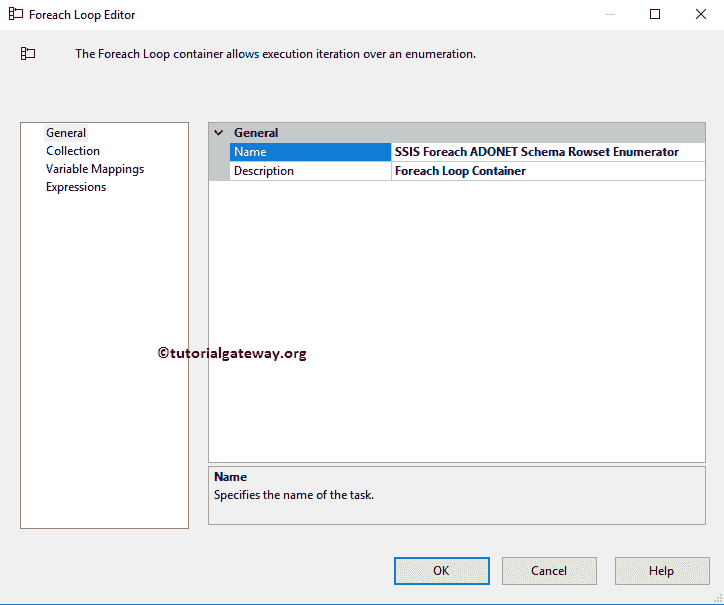 Foreach Loop Editor
The Foreach Loop container allows execution iteration over an enumeration.
General
Collection
Variable Mappings
Expressions
General
Name SSIS Foreach ADONET Schema Rowset Enumerator
Description Foreach Loop Container
©tutorialgateway.org
Name
Specifies the name of the task.
OK Cancel Help